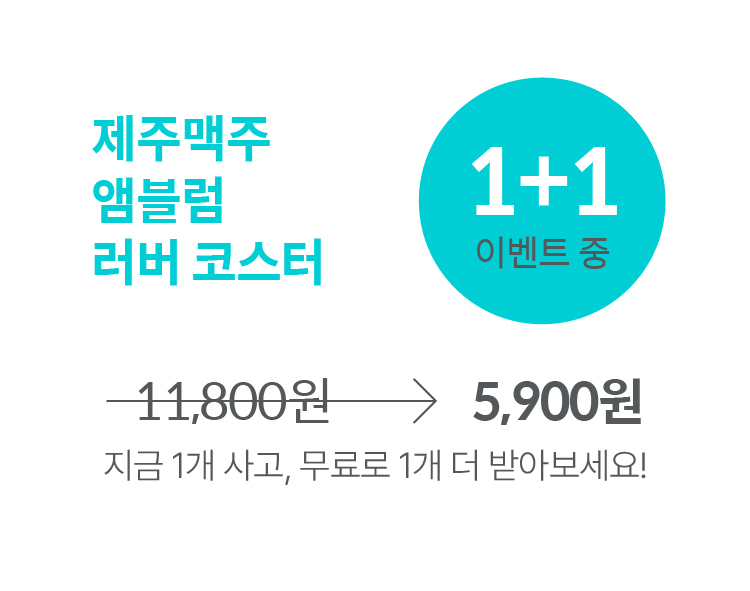 제주맥주
앰블럼
러버 코스터
1+1
이벤트 중
11,800원
5,900원
지금 1개 사고, 무료로 1개 더 받아보세요!